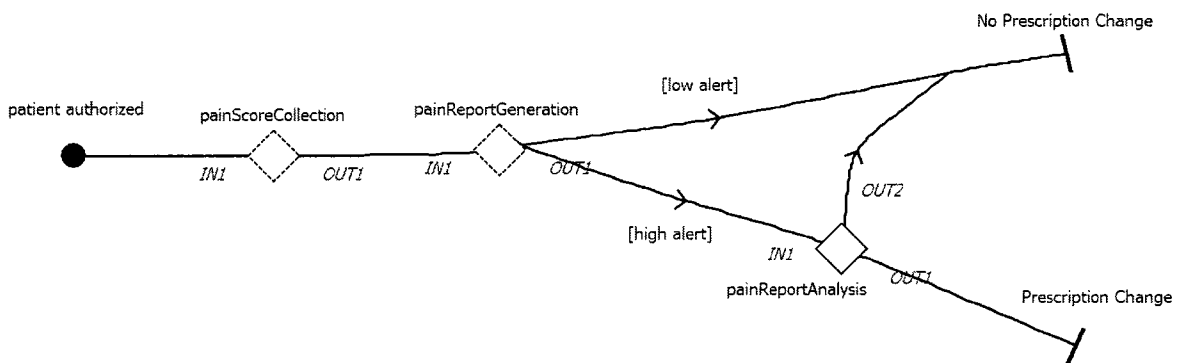 No Prescription Change
[low alert]
patient authorized
painScoreCollection
painReportGeneration
IN1
OUT1
IN1
OUT1
OUT2
[high alert]
IN1
OUT1
painReportAnalysis
Prescription Change